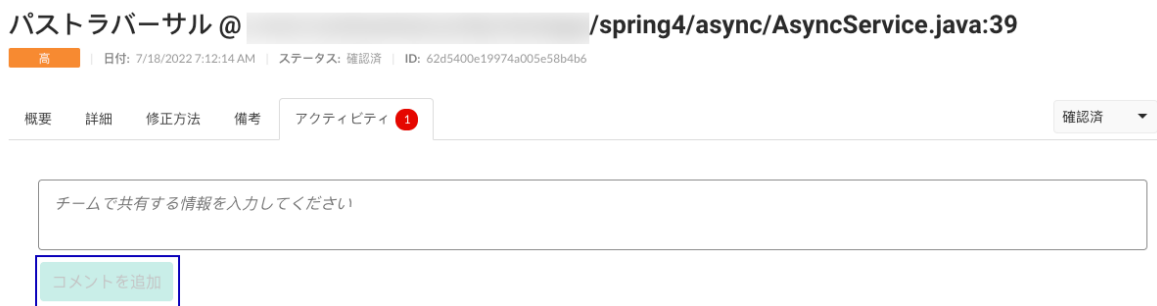 パストラバーサル @ /spring4/async/AsyncService.java:39
高 | 日付: 7/18/2022 7:12:14 AM | ステータス: 確認済 | ID: 62d5400e19974a005e58b4b6
概要 詳細 修正方法 備考 アクティビティ 1 確認済
チームで共有する情報を入力してください
コメントを追加